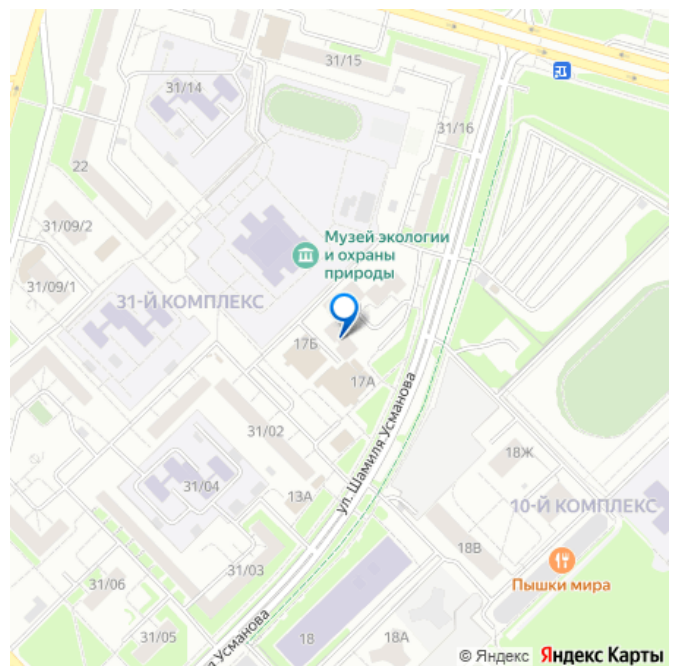 31/15
31/14
31/16
22
31/09/2
Музей экологии
и охраны
природы
31/09/1
31-Й КОМПЛЕКС
17Б
17А
ул. Шамиля Усманова
31/02
18Ж
31/04
13А
10-Й КОМПЛЕКС
18В
31/03
31/06
Пышки мира
31/05
я Усманова
18
18А
© Яндекс Яндекс Карты